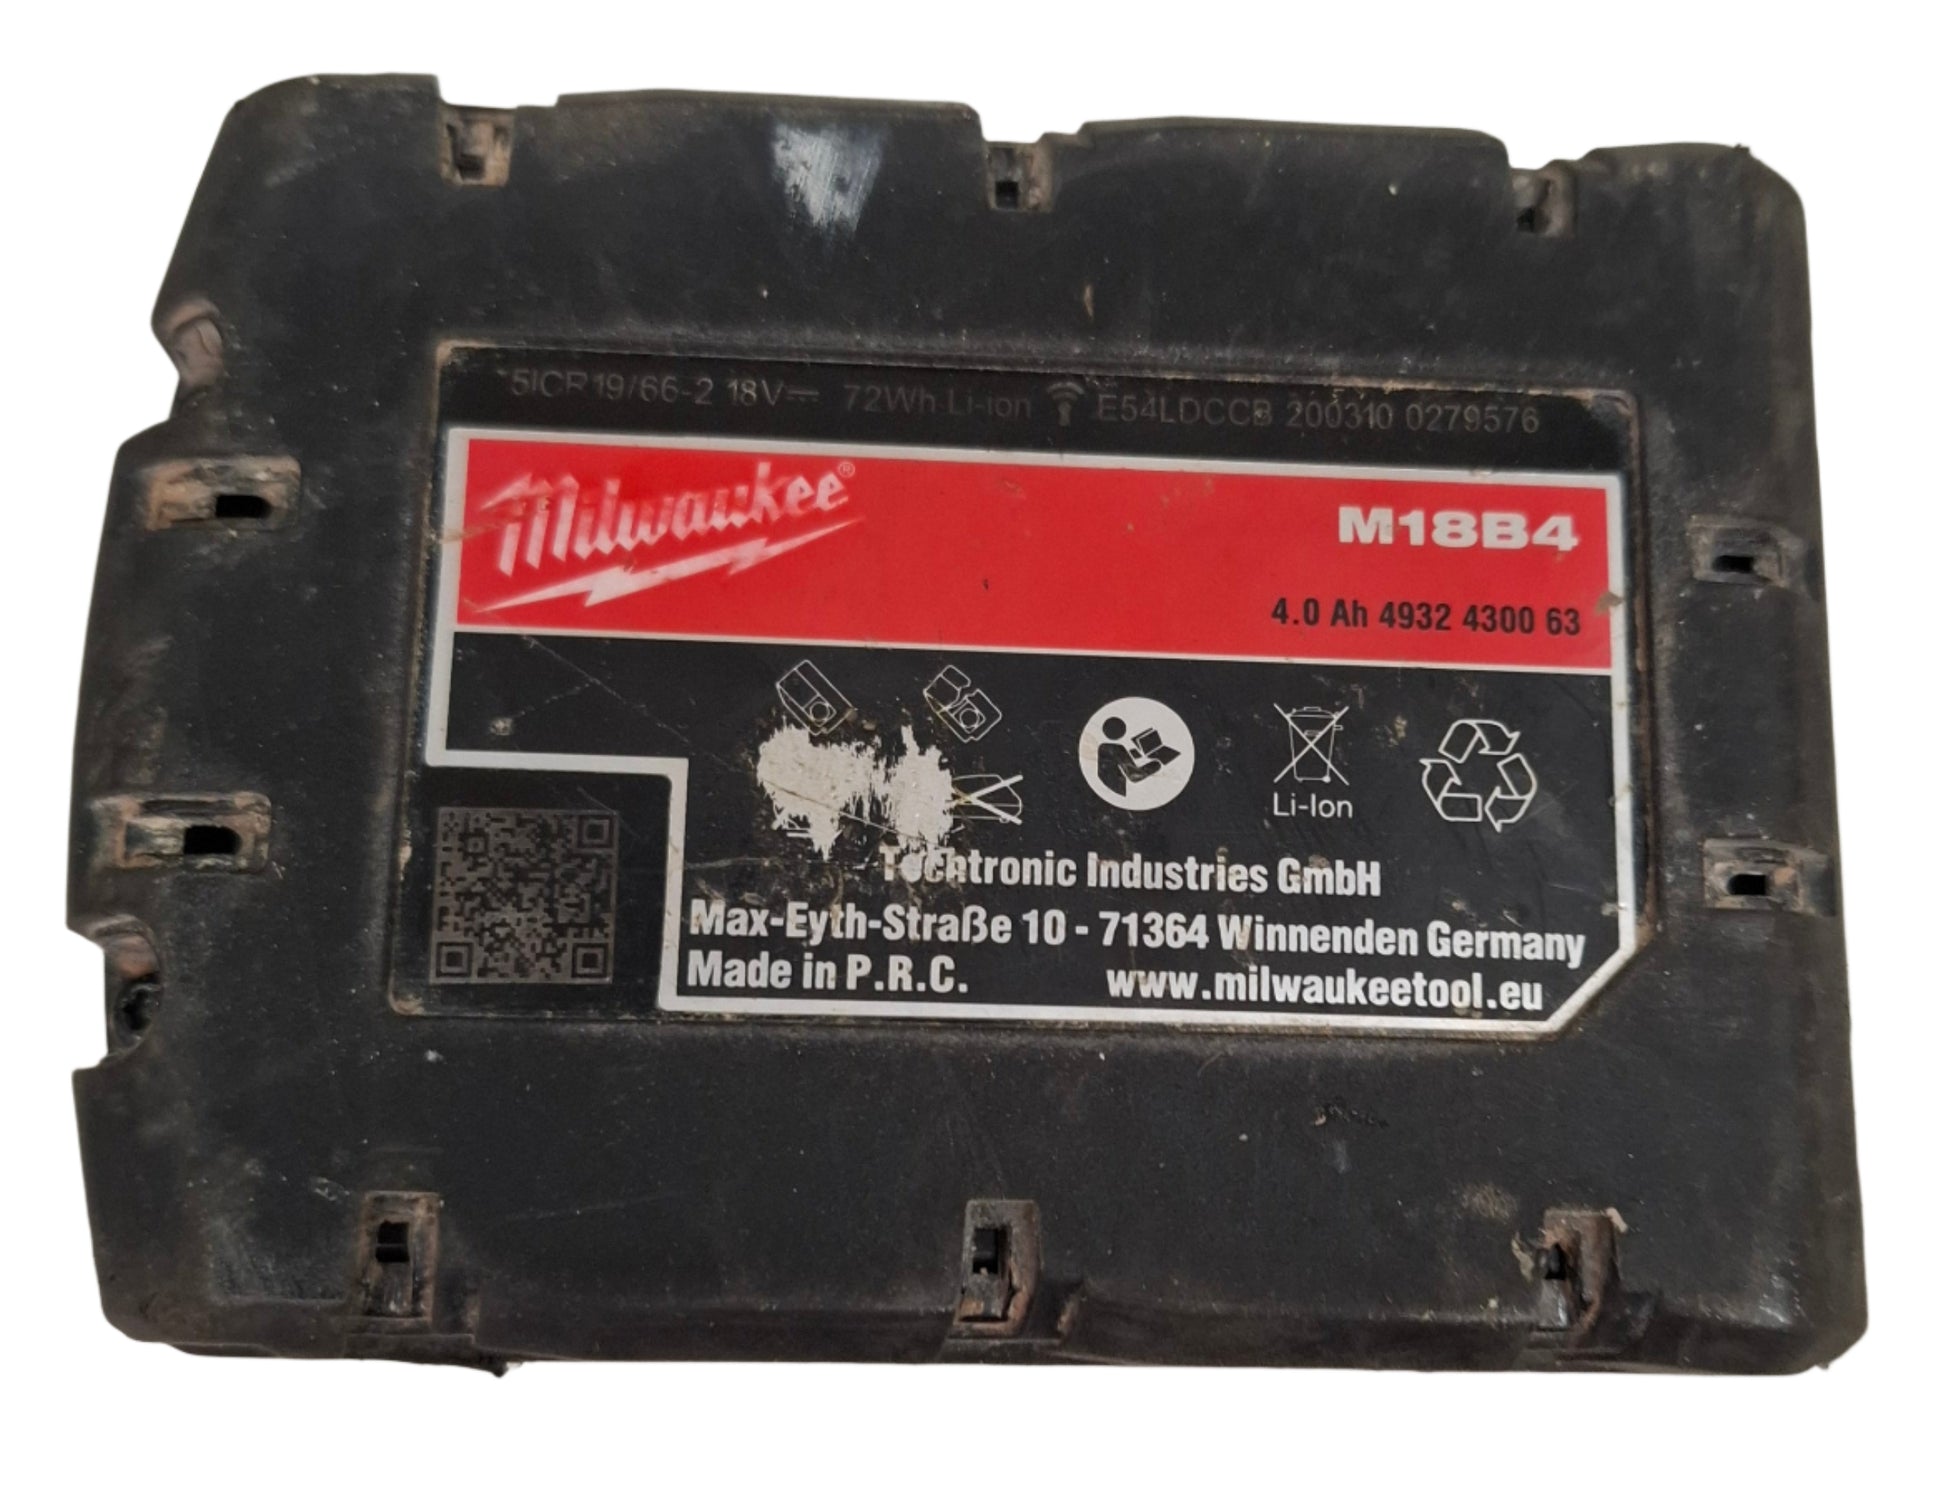 5ICR19/66-2 18V⎓ 72Wh Li-ion E54LDCCB 200310 0279576
Milwaukee®
M18B4
4.0 Ah 4932 4300 63
Li-Ion
Techtronic Industries GmbH
Max-Eyth-Straße 10 - 71364 Winnenden Germany
Made in P.R.C. www.milwaukeetool.eu